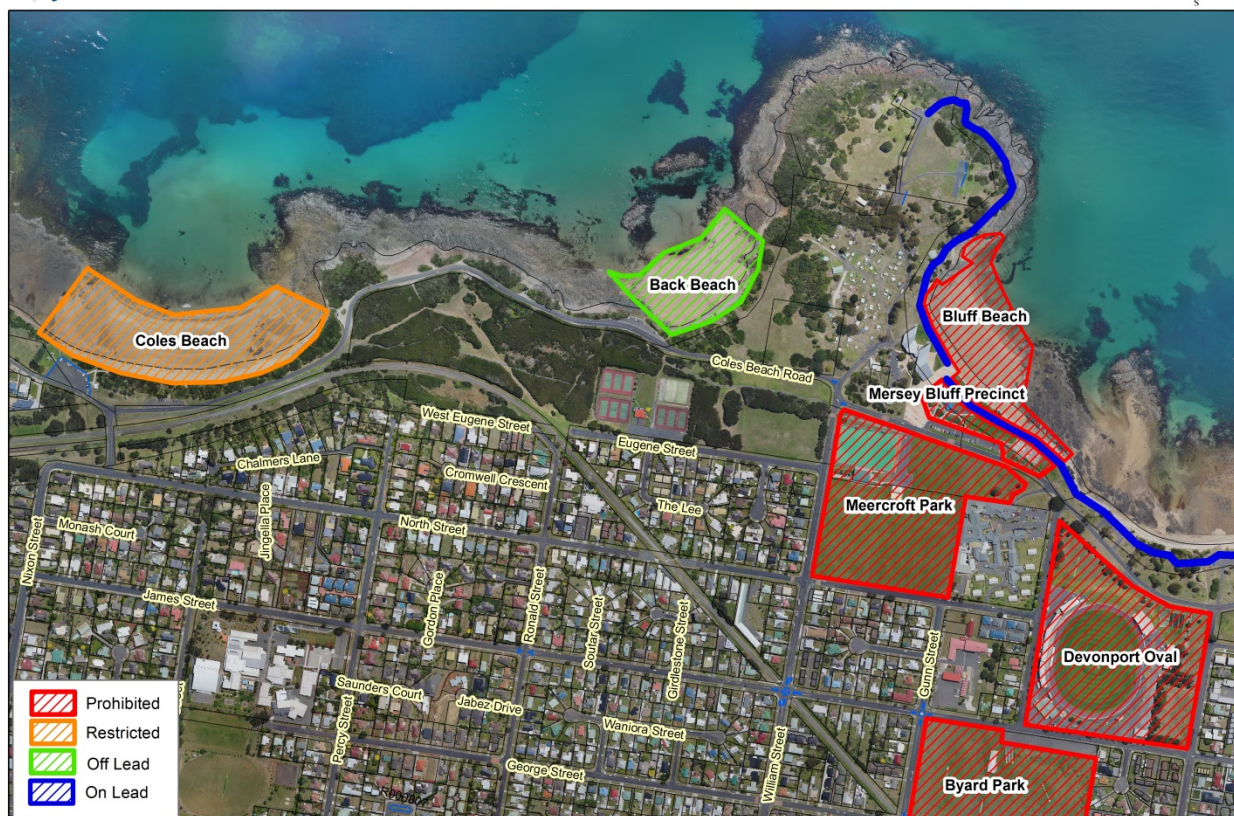 s
Coles Beach
Back Beach
Bluff Beach
Coles Beach Road
Mersey Bluff Precinct
West Eugene Street
Eugene Street
Chalmers Lane
Cromwell Crescent
The Lee
Meercroft Park
Monash Court
Jingella Place
North Street
Nixon Street
James Street
Gordon Place
Ronald Street
Soutar Street
Girdlestone Street
Gunn Street
Devonport Oval
Saunders Court
Jabez Drive
Percy Street
Waniora Street
William Street
George Street
Byard Park
Prohibited
Restricted
Off Lead
On Lead